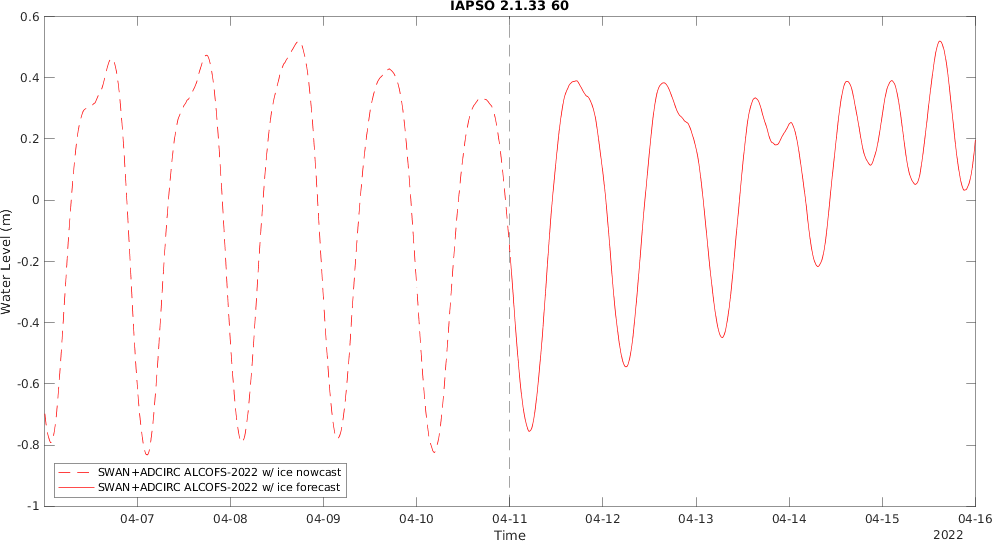 IAPSO 2.1.33 60
0.6
0.4
0.2
0
-0.2
-0.4
-0.6
-0.8
-1
Water Level (m)
SWAN+ADCIRC ALCOFS-2022 w/ ice nowcast
SWAN+ADCIRC ALCOFS-2022 w/ ice forecast
04-07 04-08 04-09 04-10 04-11 04-12 04-13 04-14 04-15 04-16
Time
2022